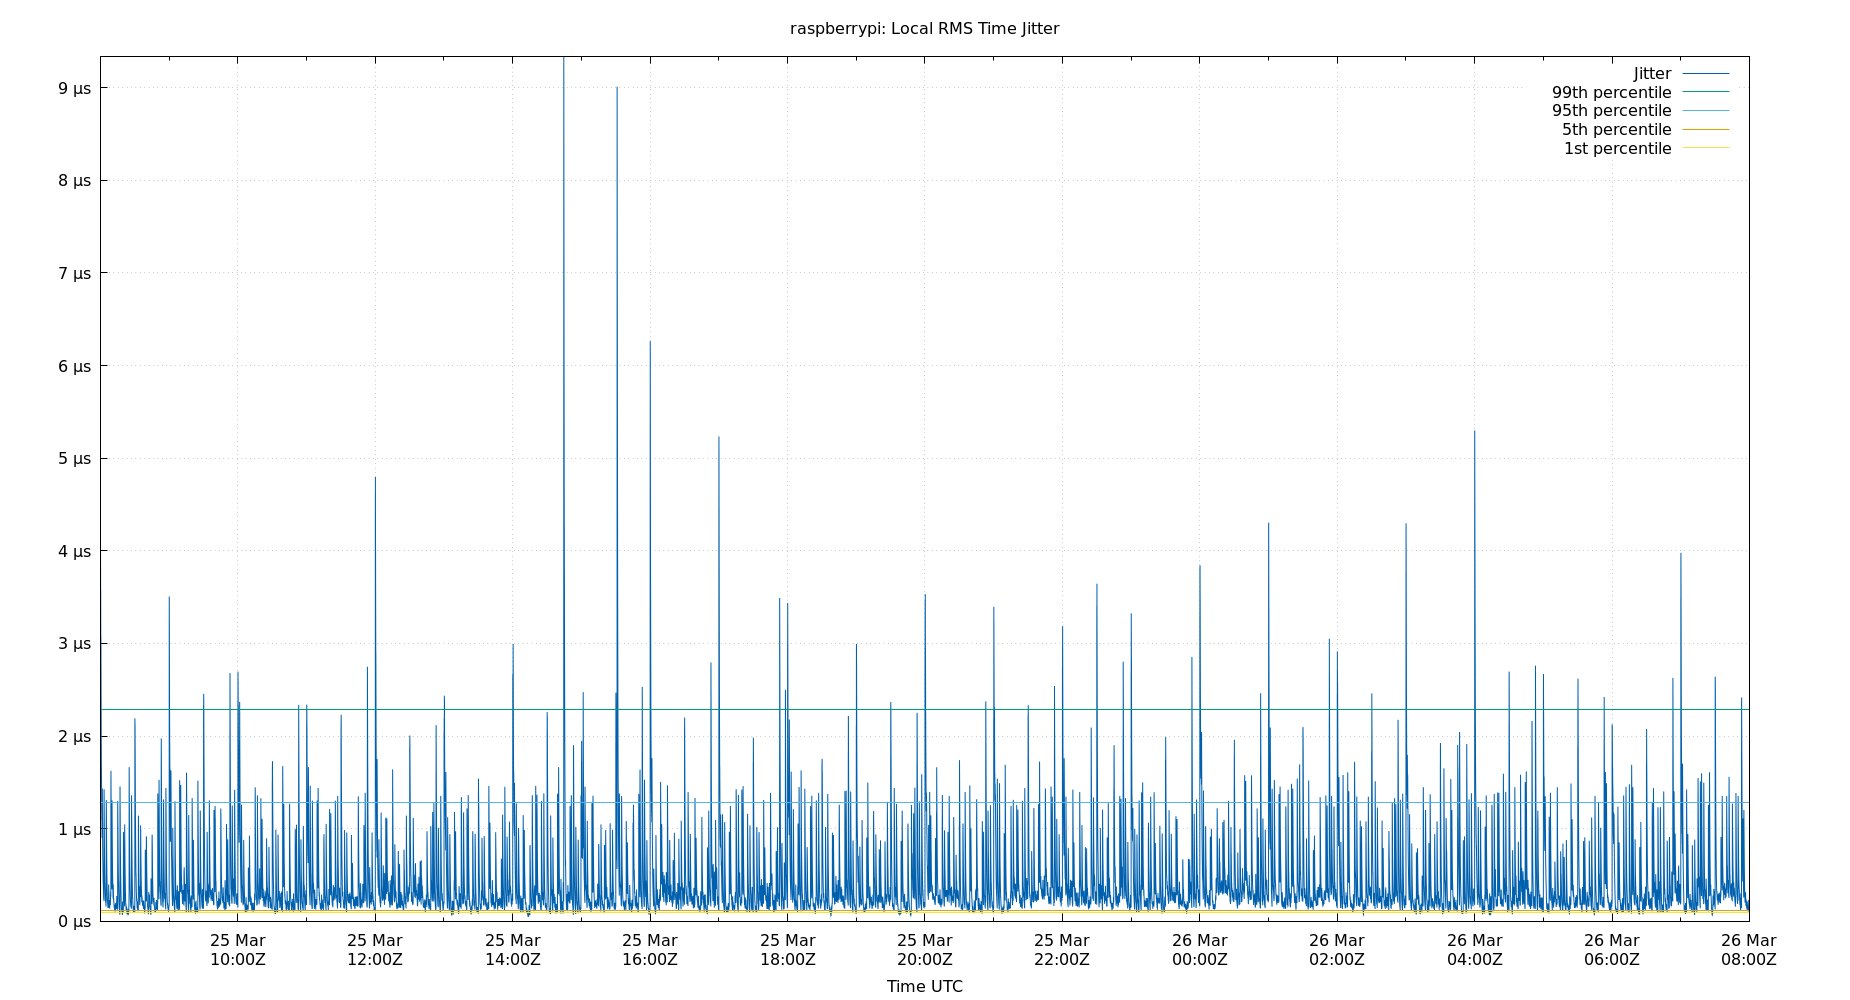 raspberrypi: Local RMS Time Jitter
Jitter
99th percentile
95th percentile
5th percentile
1st percentile
9 µs
8 µs
7 µs
6 µs
5 µs
4 µs
3 µs
2 µs
1 µs
0 µs
25 Mar
10:00Z
25 Mar
12:00Z
25 Mar
14:00Z
25 Mar
16:00Z
25 Mar
18:00Z
25 Mar
20:00Z
25 Mar
22:00Z
26 Mar
00:00Z
26 Mar
02:00Z
26 Mar
04:00Z
26 Mar
06:00Z
26 Mar
08:00Z
Time UTC